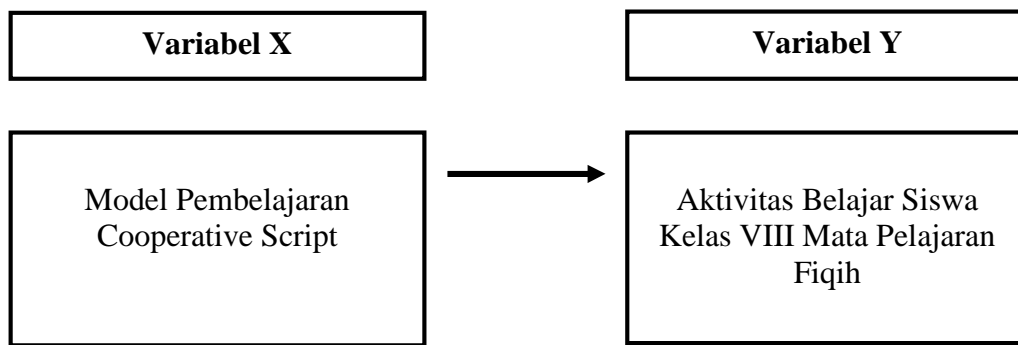 Variabel X
Variabel Y
Model Pembelajaran
Cooperative Script
Aktivitas Belajar Siswa
Kelas VIII Mata Pelajaran
Fiqih